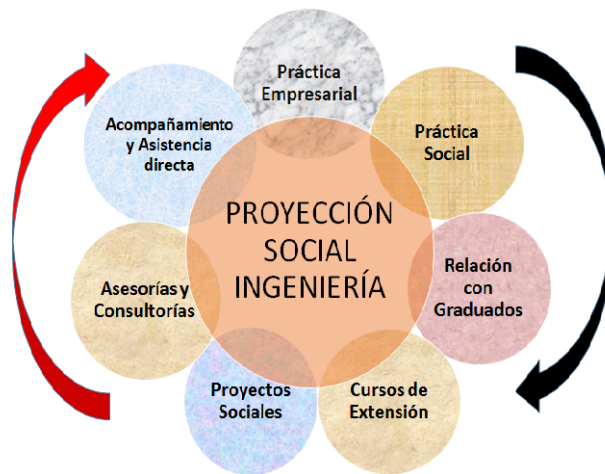 Práctica
Empresarial
Práctica
Social
Relación
con
Graduados
Cursos de
Extensión
Proyectos
Sociales
Asesorías y
Consultorías
Acompañamiento
y Asistencia
directa
PROYECCIÓN
SOCIAL
INGENIERÍA